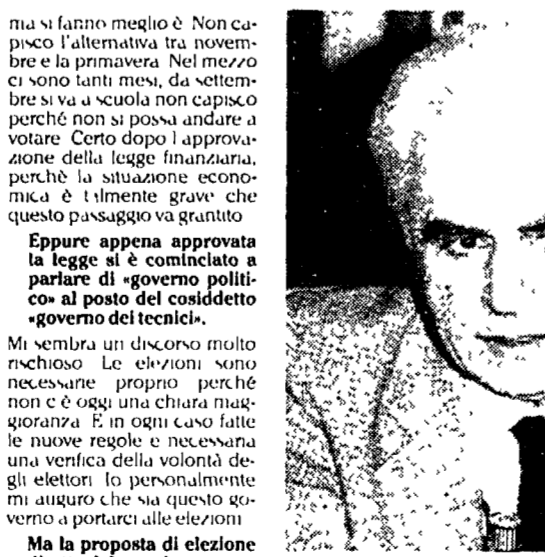 ma si fanno meglio è Non ca-
pisco l'alternativa tra novem-
bre e la primavera Nel mezzo
ci sono tanti mesi, da settem-
bre si va a scuola non capisco
perché non si possa andare a
votare Certo dopo l approva-
zione della legge finanziaria,
perchè la situazione econo-
mica è talmente grave che
questo passaggio va grantito
Eppure appena approvata
la legge si è cominciato a
parlare di «governo politi-
co» al posto del cosiddetto
«governo dei tecnici».
Mi sembra un discorso molto
rischioso Le elezioni sono
necessarie proprio perché
non c è oggi una chiara mag-
gioranza E in ogni caso fatte
le nuove regole e necessaria
una verifica della volontà de-
gli elettori Io personalmente
mi auguro che sia questo go-
verno a portarci alle elezioni
Ma la proposta di elezione